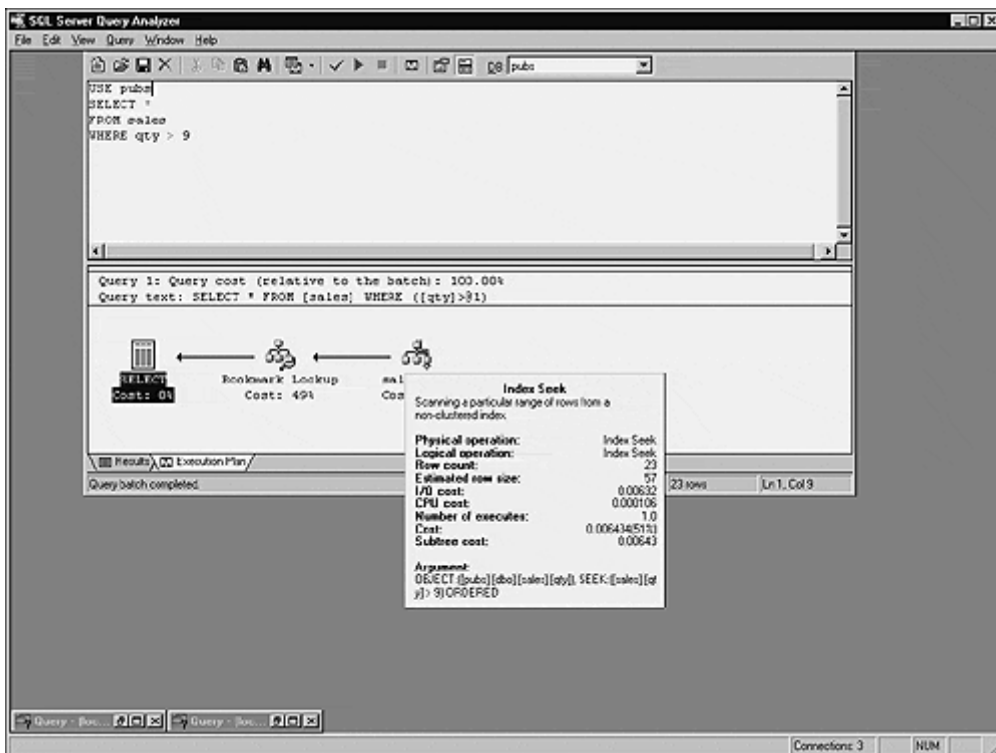 SQL Server Query Analyzer
File Edit View Query Window Help
DB pubs
USE pubs
SELECT *
FROM sales
WHERE qty > 9
Query 1: Query cost (relative to the batch): 100.00%
Query text: SELECT * FROM [sales] WHERE ([qty]>@1)
SELECT
Cost: 0%
Bookmark Lookup
Cost: 49%
sal
Cos
Index Seek
Scanning a particular range of rows from a
non-clustered index.
Physical operation: Index Seek
Logical operation: Index Seek
Row count: 23
Estimated row size: 57
I/O cost: 0.00632
CPU cost: 0.000106
Number of executes: 1.0
Cost: 0.006434(51%)
Subtree cost: 0.00643
Argument:
OBJECT:([pubs].[dbo].[sales].[qty]), SEEK:([sales].[qt
y] > 9) ORDERED
Results Execution Plan
Query batch completed. 23 rows Ln 1, Col 9
Query - (loc... Query - (loc...
Connections: 3 NUM